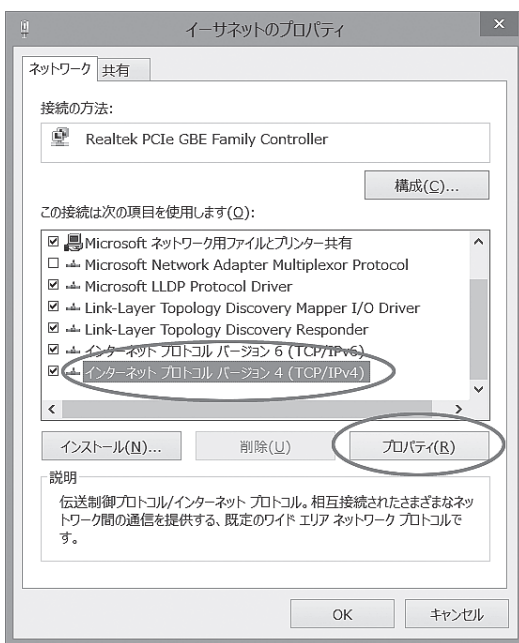 イーサネットのプロパティ
ネットワーク 共有
接続の方法:
Realtek PCIe GBE Family Controller
構成(C)...
この接続は次の項目を使用します(O):
Microsoft ネットワーク用ファイルとプリンター共有
Microsoft Network Adapter Multiplexor Protocol
Microsoft LLDP Protocol Driver
Link-Layer Topology Discovery Mapper I/O Driver
Link-Layer Topology Discovery Responder
インターネット プロトコル バージョン 6 (TCP/IPv6)
インターネット プロトコル バージョン 4 (TCP/IPv4)
インストール(N)... 削除(U) プロパティ(R)
説明
伝送制御プロトコル/インターネット プロトコル。相互接続されたさまざまなネッ
トワーク間の通信を提供する、既定のワイド エリア ネットワーク プロトコルで
す。
OK キャンセル